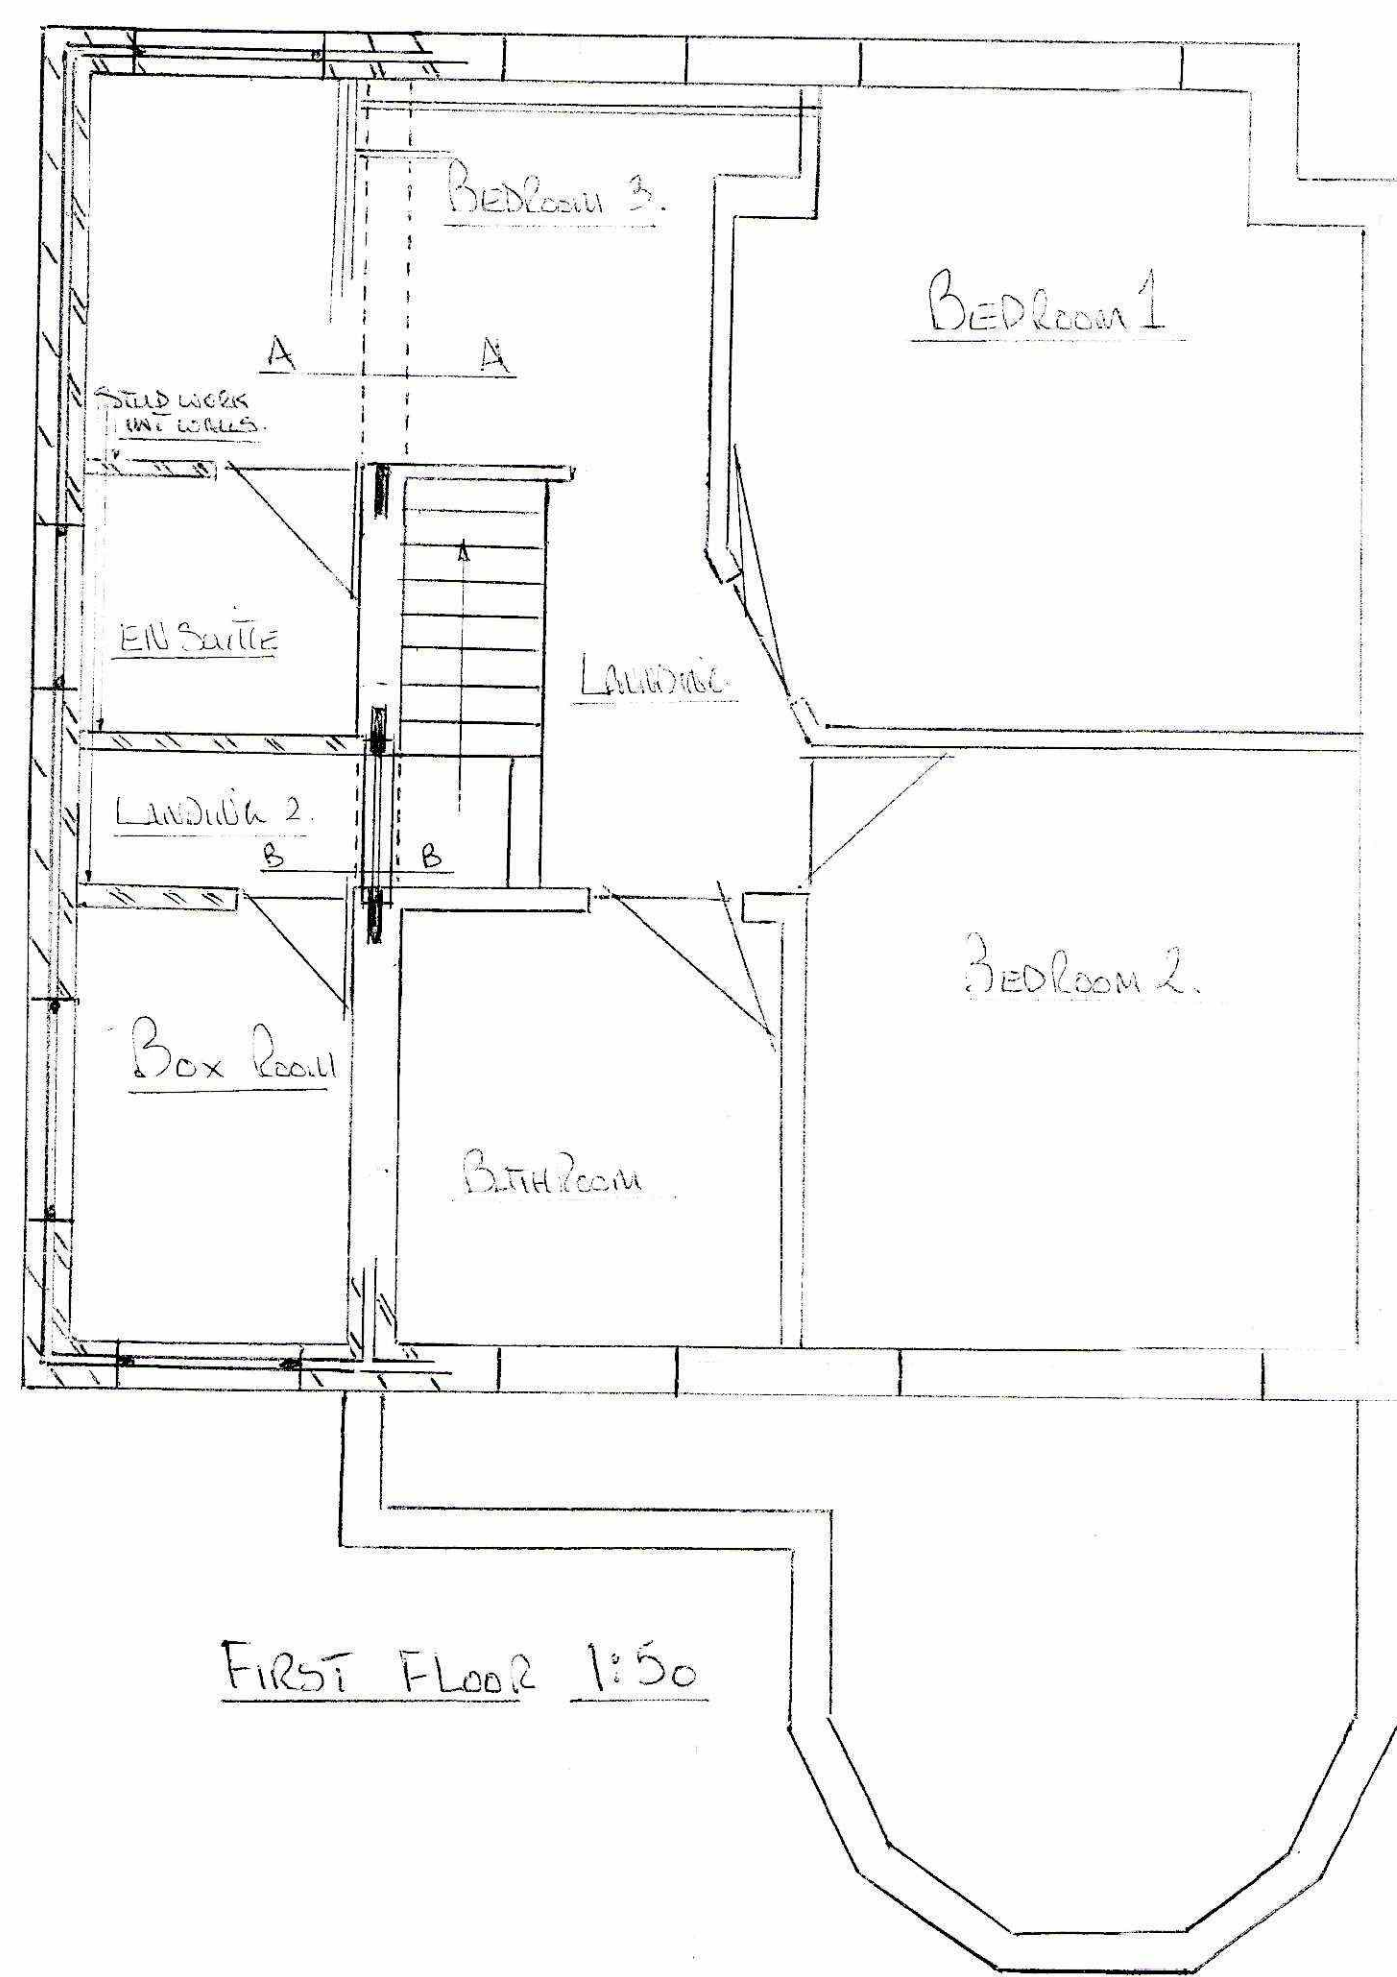 BEDROOM 3.
BEDROOM 1
A A
STUD WORK
INT WALLS.
EN SUITE
LANDING.
LANDING 2.
B B
BEDROOM 2.
BOX ROOM
BATHROOM
FIRST FLOOR 1:50